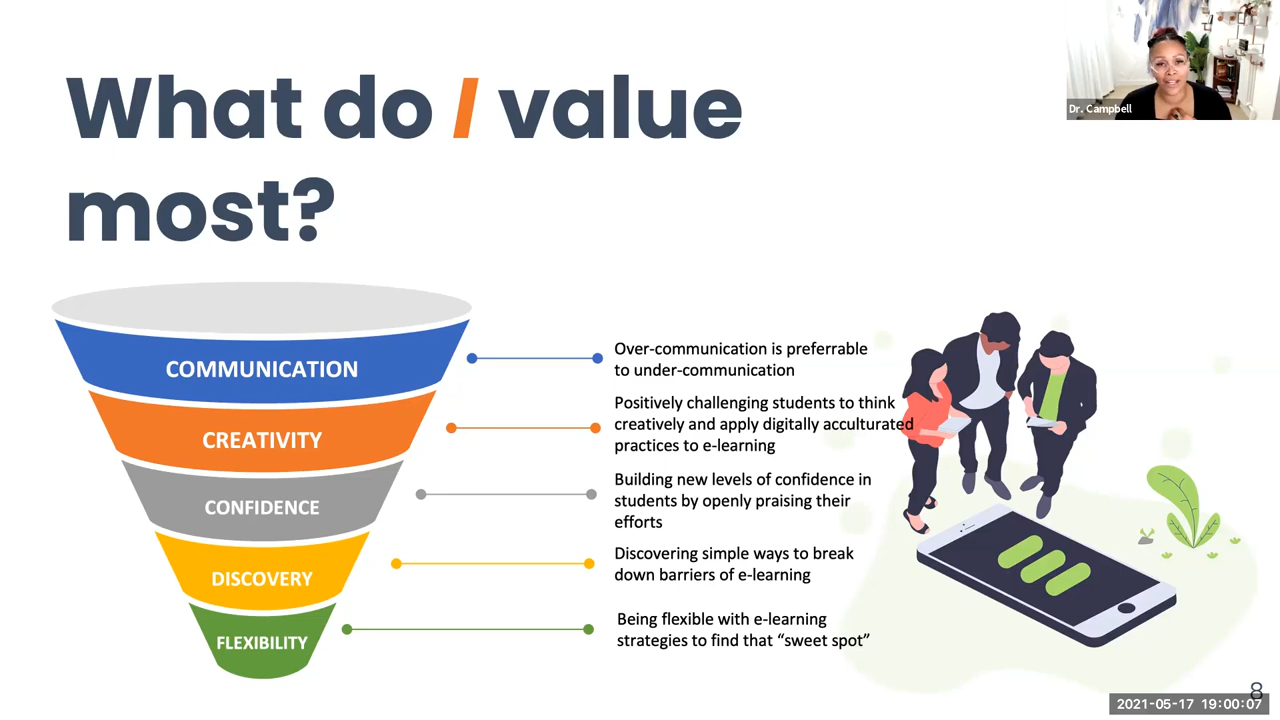 What do I value
most?
Dr. Campbell
COMMUNICATION
Over-communication is preferrable
to under-communication
CREATIVITY
Positively challenging students to think
creatively and apply digitally acculturated
practices to e-learning
CONFIDENCE
Building new levels of confidence in
students by openly praising their
efforts
DISCOVERY
Discovering simple ways to break
down barriers of e-learning
FLEXIBILITY
Being flexible with e-learning
strategies to find that “sweet spot”
8
2021-05-17 19:00:07